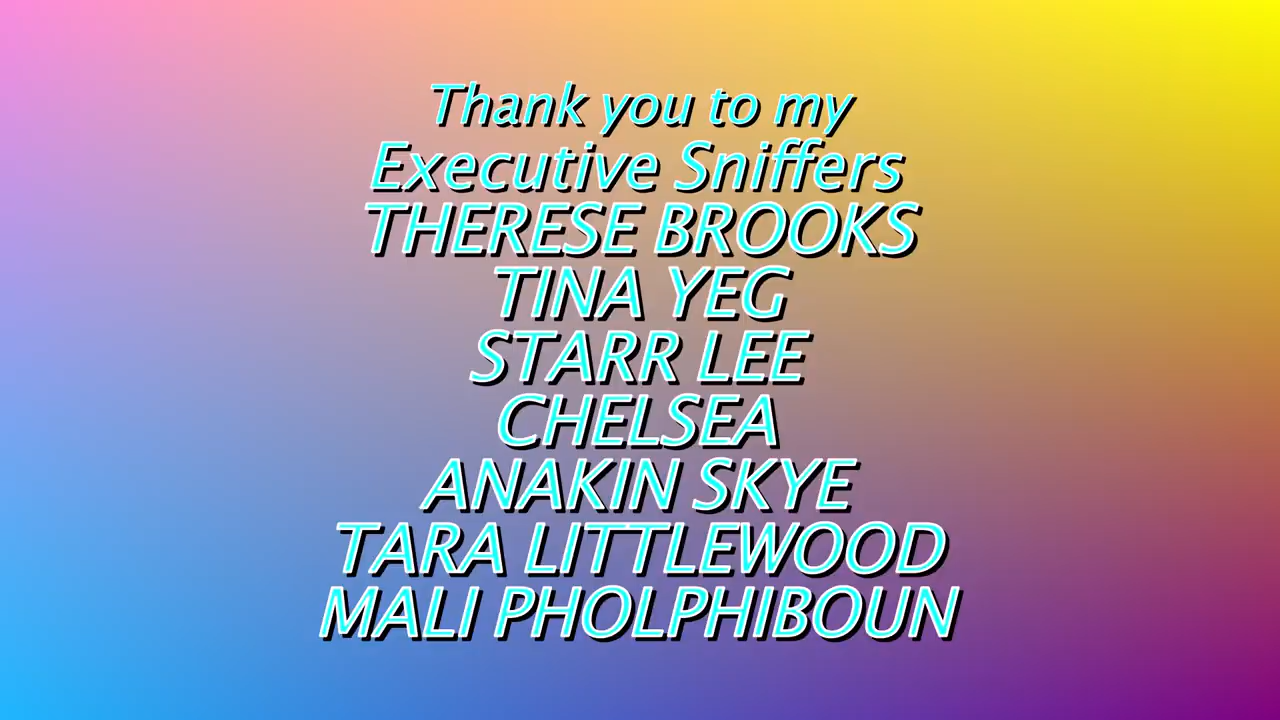 Thank you to my
Executive Sniffers
THERESE BROOKS
TINA YEG
STARR LEE
CHELSEA
ANAKIN SKYE
TARA LITTLEWOOD
MALI PHOLPHIBOUN